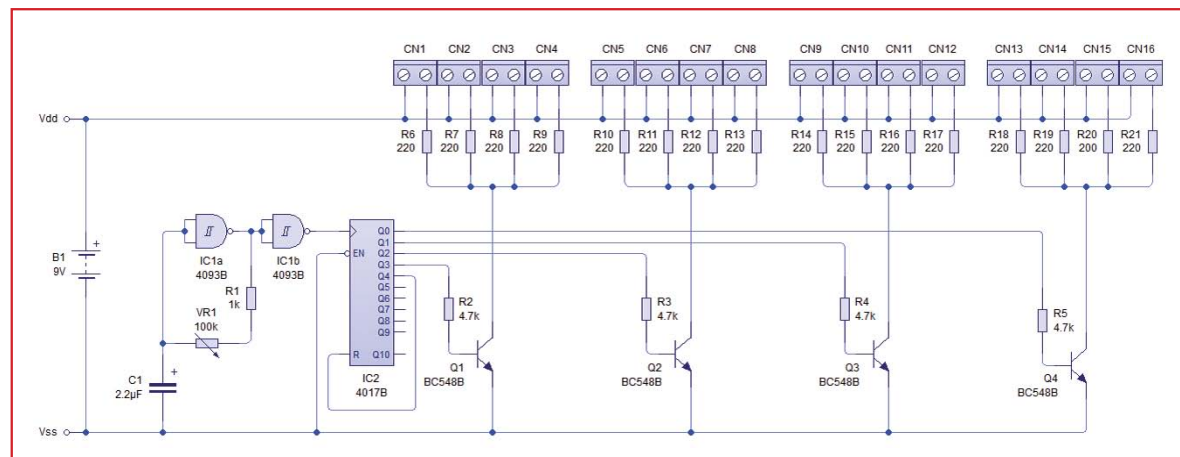 CN1 CN2 CN3 CN4 CN5 CN6 CN7 CN8 CN9 CN10 CN11 CN12 CN13 CN14 CN15 CN16
Vdd
R6 R7 R8 R9 R10 R11 R12 R13 R14 R15 R16 R17 R18 R19 R20 R21
220 220 220 220 220 220 220 220 220 220 220 220 220 220 200 220
B1
9V
+
IC1a
4093B
IC1b
4093B
R1
1k
VR1
100k
C1
2.2µF
+
EN
R
Q0
Q1
Q2
Q3
Q4
Q5
Q6
Q7
Q8
Q9
Q10
IC2
4017B
R2
4.7k
Q1
BC548B
R3
4.7k
Q2
BC548B
R4
4.7k
Q3
BC548B
R5
4.7k
Q4
BC548B
Vss